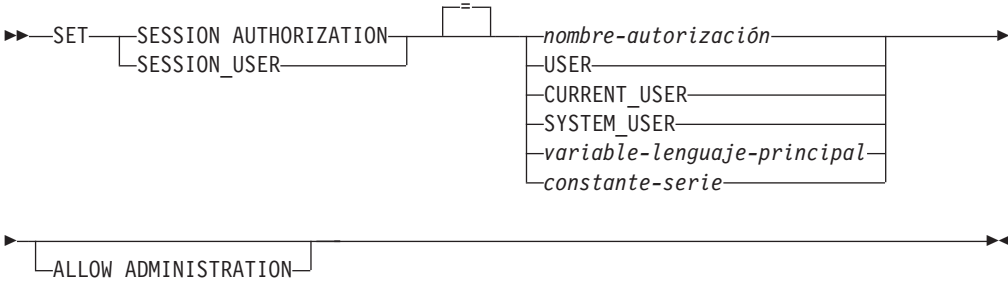 =
SET SESSION AUTHORIZATION nombre-autorización
SESSION_USER USER
CURRENT_USER
SYSTEM_USER
variable-lenguaje-principal
constante-serie
ALLOW ADMINISTRATION